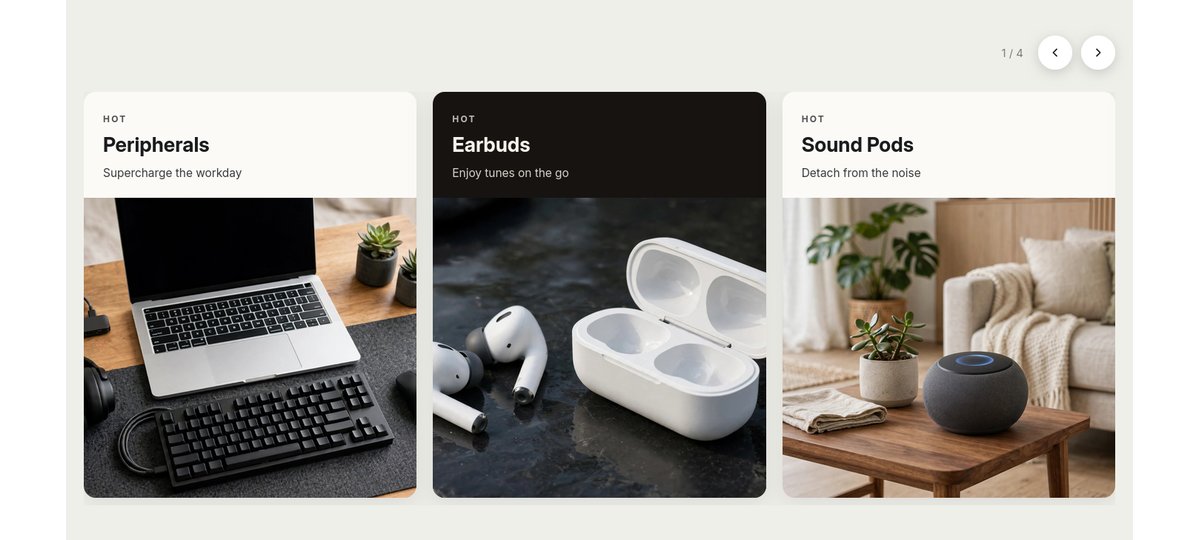 1 / 4
HOT
Peripherals
Supercharge the workday
HOT
Earbuds
Enjoy tunes on the go
HOT
Sound Pods
Detach from the noise